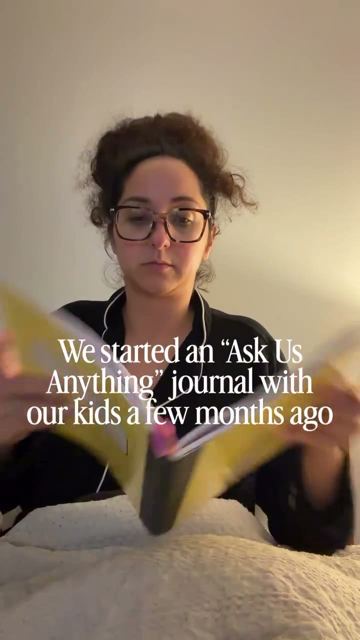 We started an “Ask Us
Anything” journal with
our kids a few months ago